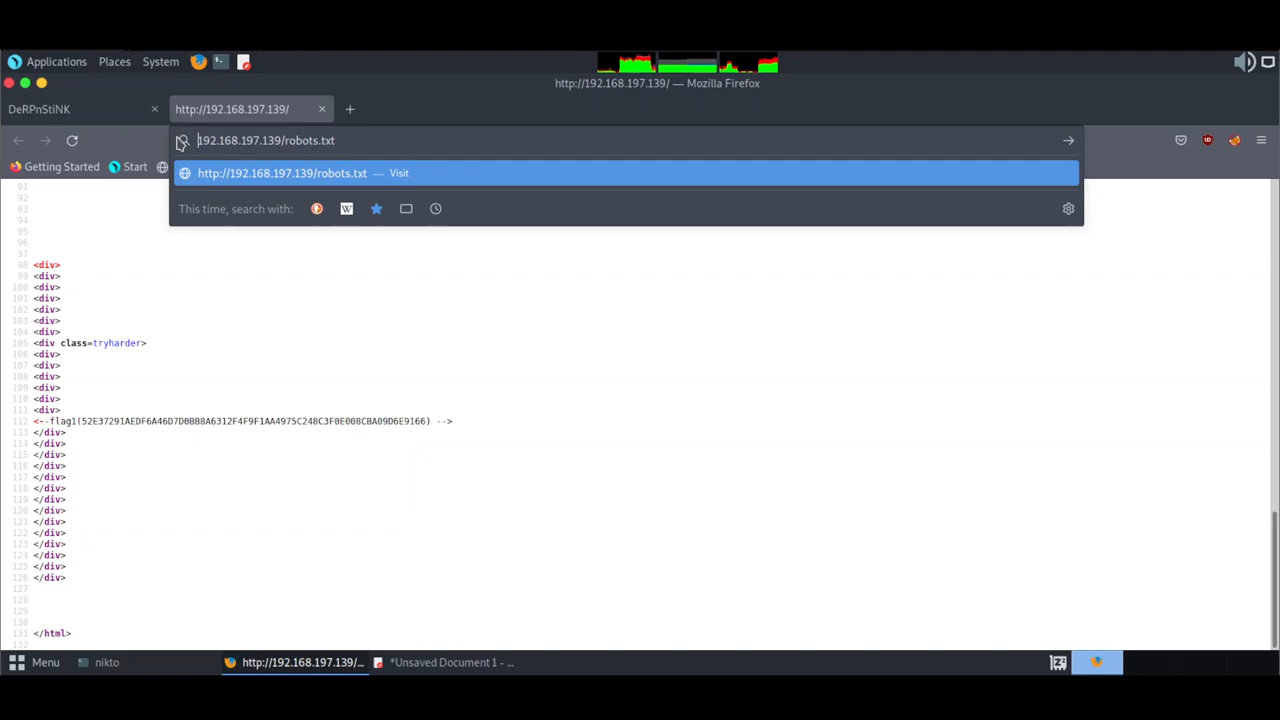 Applications Places System
http://192.168.197.139/ — Mozilla Firefox
DeRPnStiNK http://192.168.197.139/
192.168.197.139/robots.txt
Getting Started Start
http://192.168.197.139/robots.txt — Visit
This time, search with:
91
92
93
94
95
96
97
98 <div>
99 <div>
100 <div>
101 <div>
102 <div>
103 <div>
104 <div>
105 <div class=tryharder>
106 <div>
107 <div>
108 <div>
109 <div>
110 <div>
111 <div>
112 <--flag1(52E37291AEDF6A46D7D0BB8A6312F4F9F1AA4975C248C3F0E008CBA09D6E9166) -->
113 </div>
114 </div>
115 </div>
116 </div>
117 </div>
118 </div>
119 </div>
120 </div>
121 </div>
122 </div>
123 </div>
124 </div>
125 </div>
126 </div>
127
128
129
130
131 </html>
132
Menu nikto http://192.168.197.139/... *Unsaved Document 1 - ...